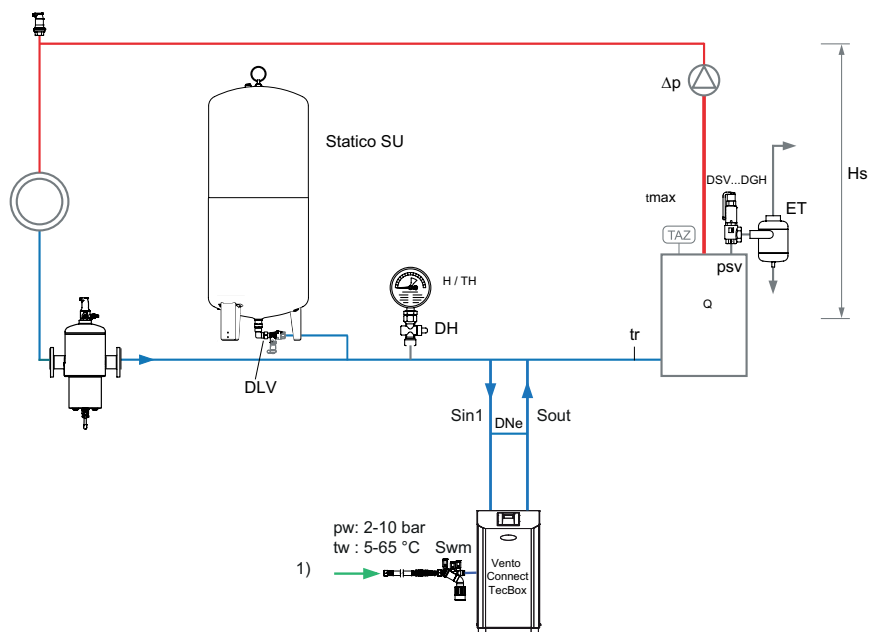 Δp
Statico SU
Hs
DSV...DGH
tmax
ET
TAZ
psv
H / TH
Q
DH
tr
DLV
Sin1
DNe
Sout
pw: 2-10 bar
tw : 5-65 °C
Swm
1)
Vento
Connect
TecBox